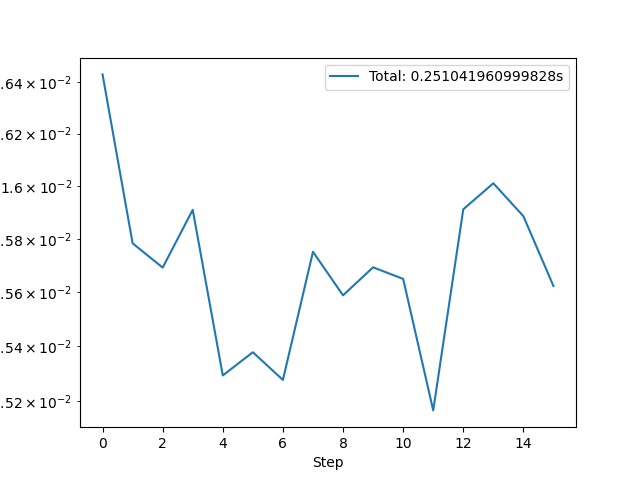 Total: 0.251041960999828s
.64 × 10⁻²
.62 × 10⁻²
1.6 × 10⁻²
.58 × 10⁻²
.56 × 10⁻²
.54 × 10⁻²
.52 × 10⁻²
0 2 4 6 8 10 12 14
Step